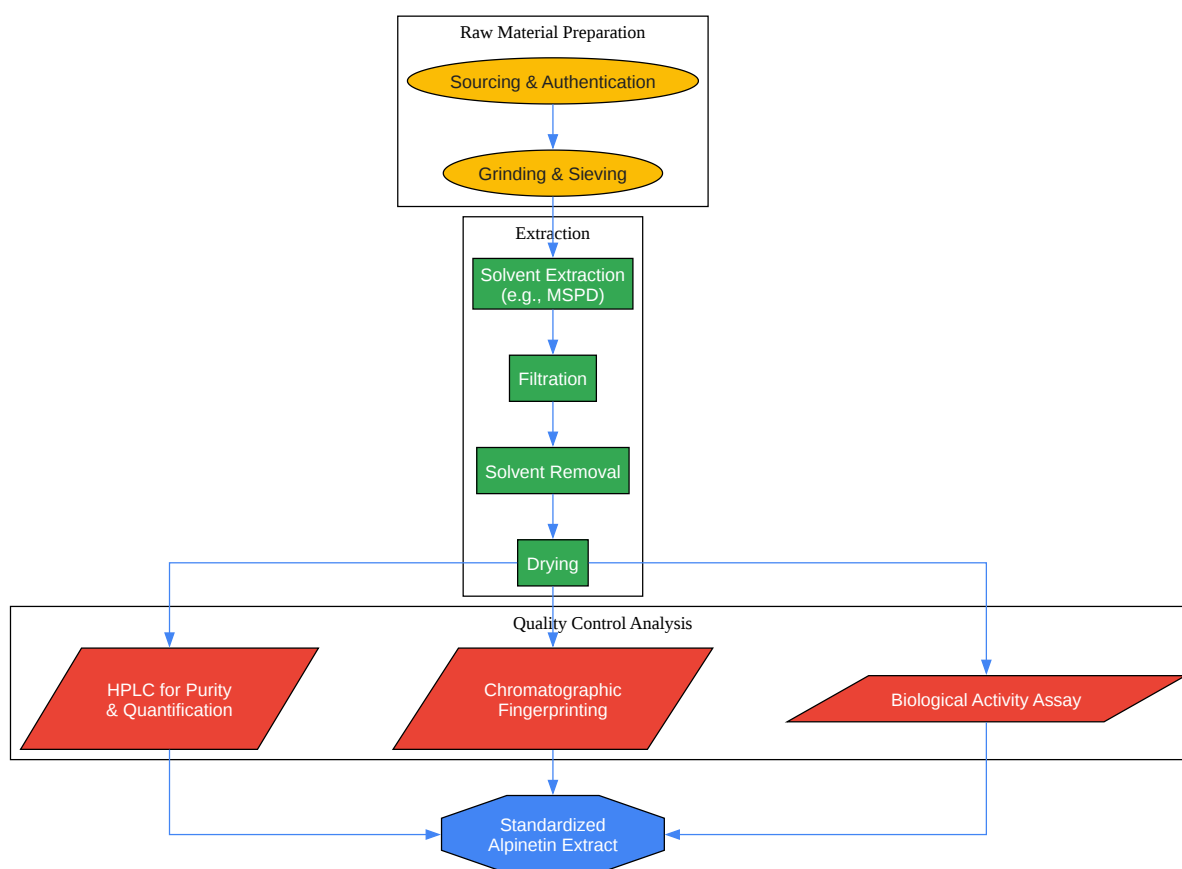 Raw Material Preparation
Sourcing & Authentication
Grinding & Sieving
Extraction
Solvent Extraction
(e.g., MSPD)
Filtration
Solvent Removal
Drying
Quality Control Analysis
HPLC for Purity
& Quantification
Chromatographic
Fingerprinting
Biological Activity Assay
Standardized
Alpinetin Extract